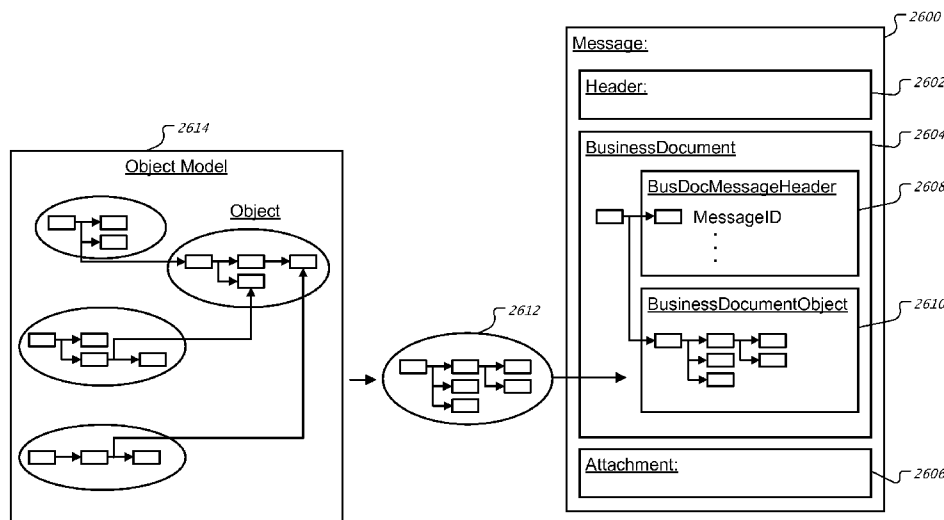 2600
Message:
Header:
2602
2614
2604
Object Model
BusinessDocument
BusDocMessageHeader
2608
Object
MessageID
.
.
.
BusinessDocumentObject
2612
2610
Attachment:
2606